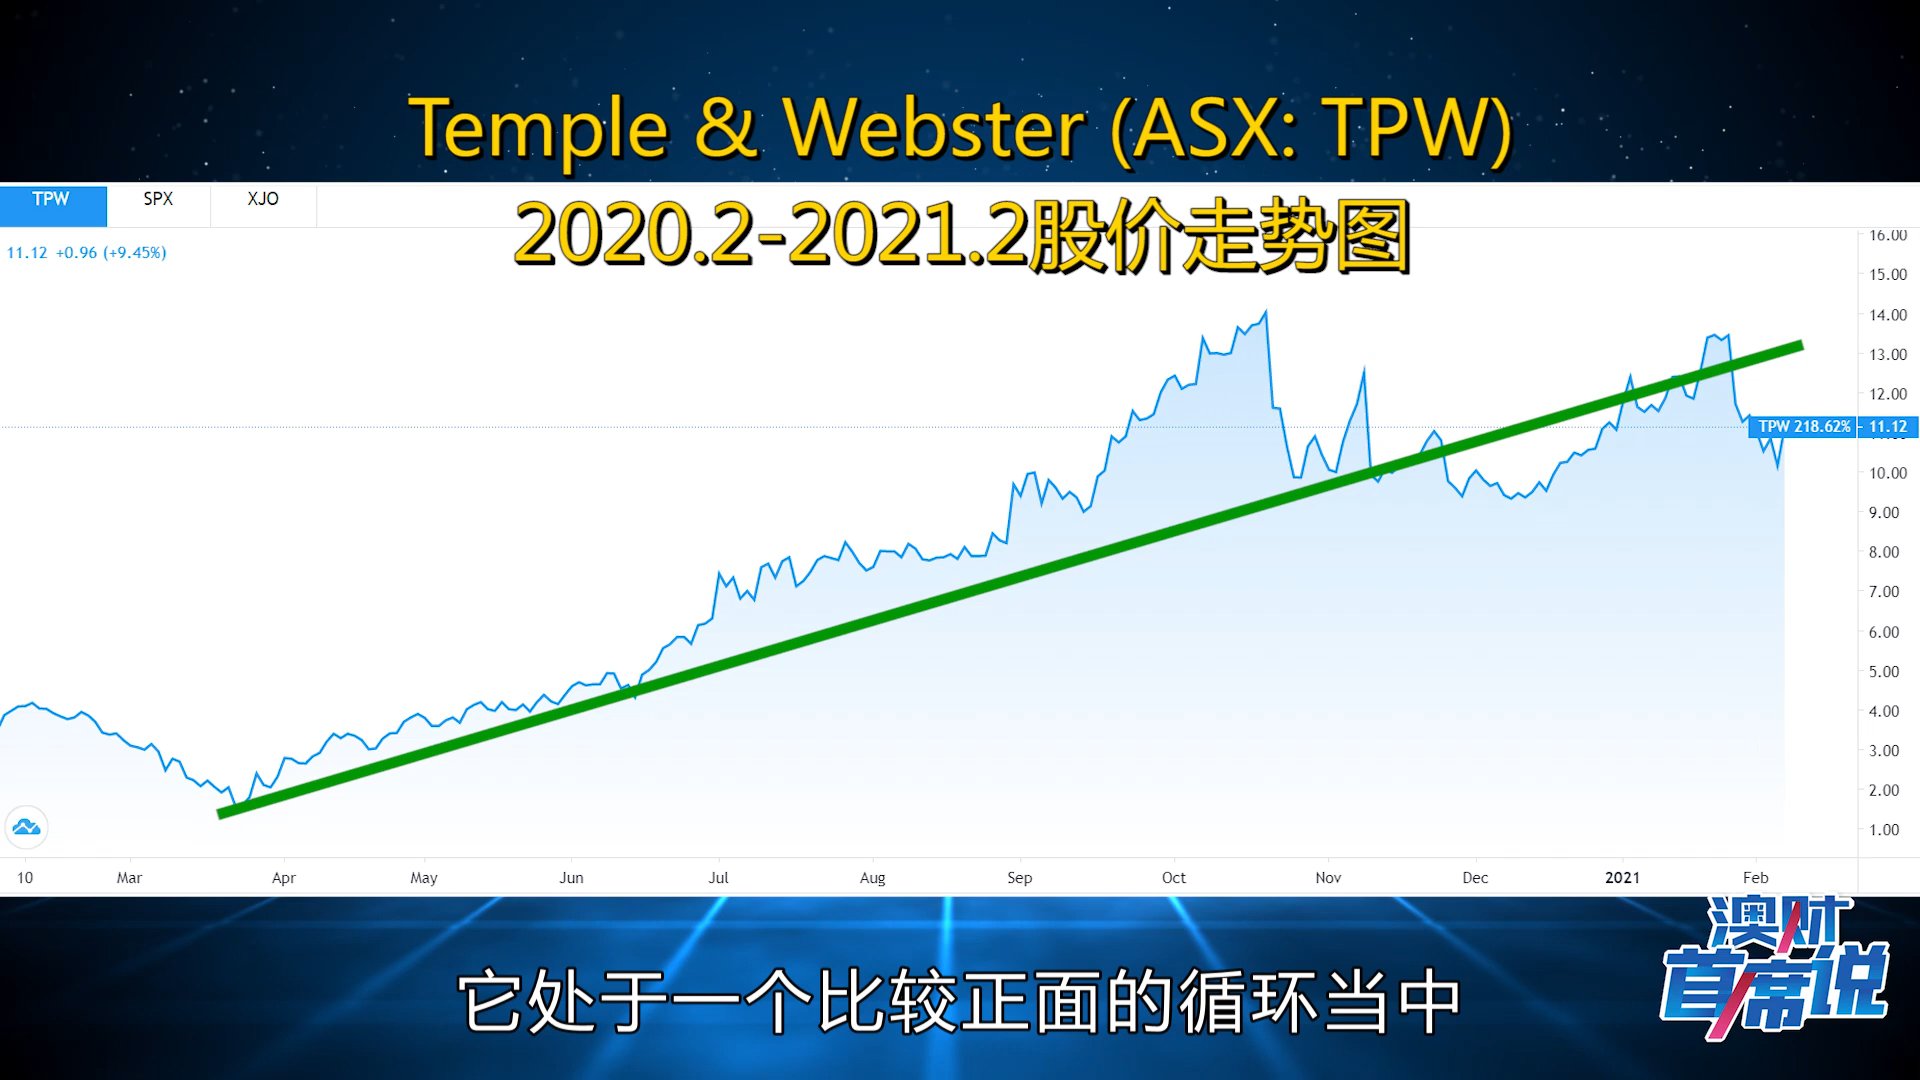 Temple & Webster (ASX: TPW)
2020.2-2021.2股价走势图
TPW SPX XJO
11.12 +0.96 (+9.45%)
16.00
15.00
14.00
13.00
12.00
TPW 218.62% 11.12
10.00
9.00
8.00
7.00
6.00
5.00
4.00
3.00
2.00
1.00
10 Mar Apr May Jun Jul Aug Sep Oct Nov Dec 2021 Feb
澳财
首席说
它处于一个比较正面的循环当中